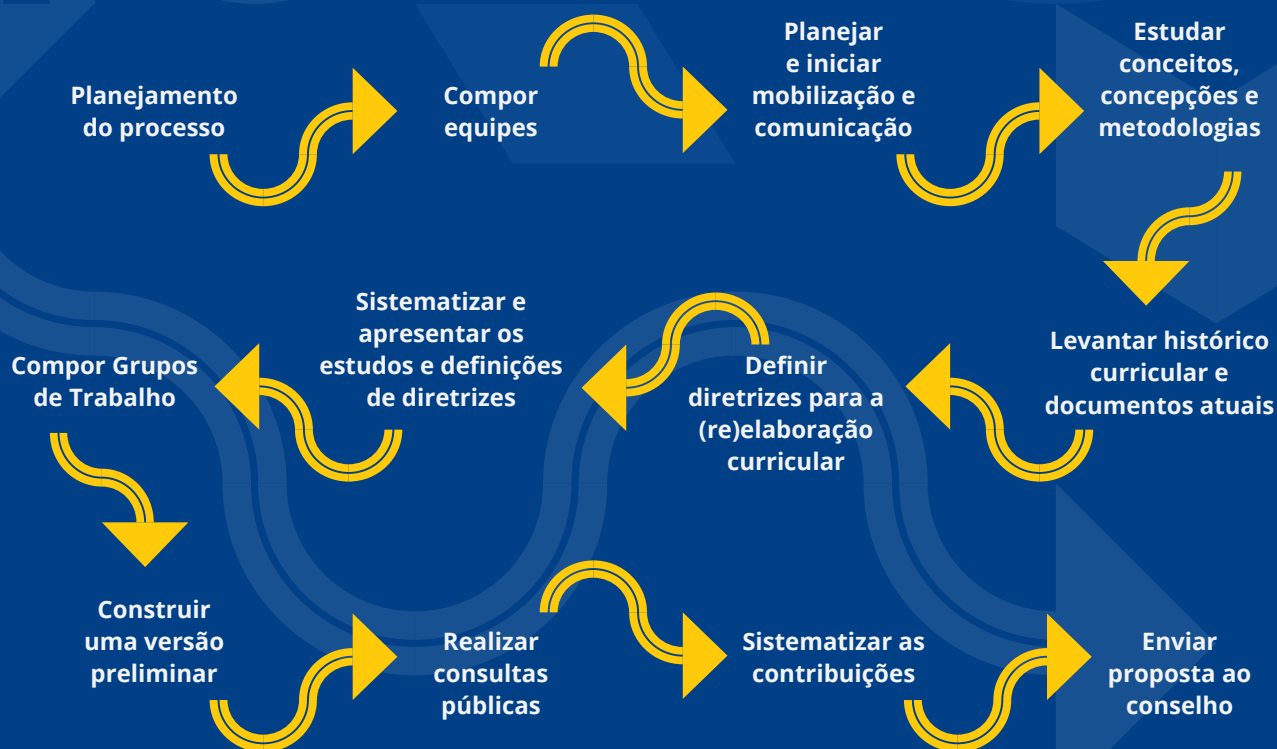 Planejamento
do processo
Compor
equipes
Planejar
e iniciar
mobilização e
comunicação
Estudar
conceitos,
concepções e
metodologias
Levantar histórico
curricular e
documentos atuais
Definir
diretrizes para a
(re)elaboração
curricular
Sistematizar e
apresentar os
estudos e definições
de diretrizes
Compor Grupos
de Trabalho
Construir
uma versão
preliminar
Realizar
consultas
públicas
Sistematizar as
contribuições
Enviar
proposta ao
conselho